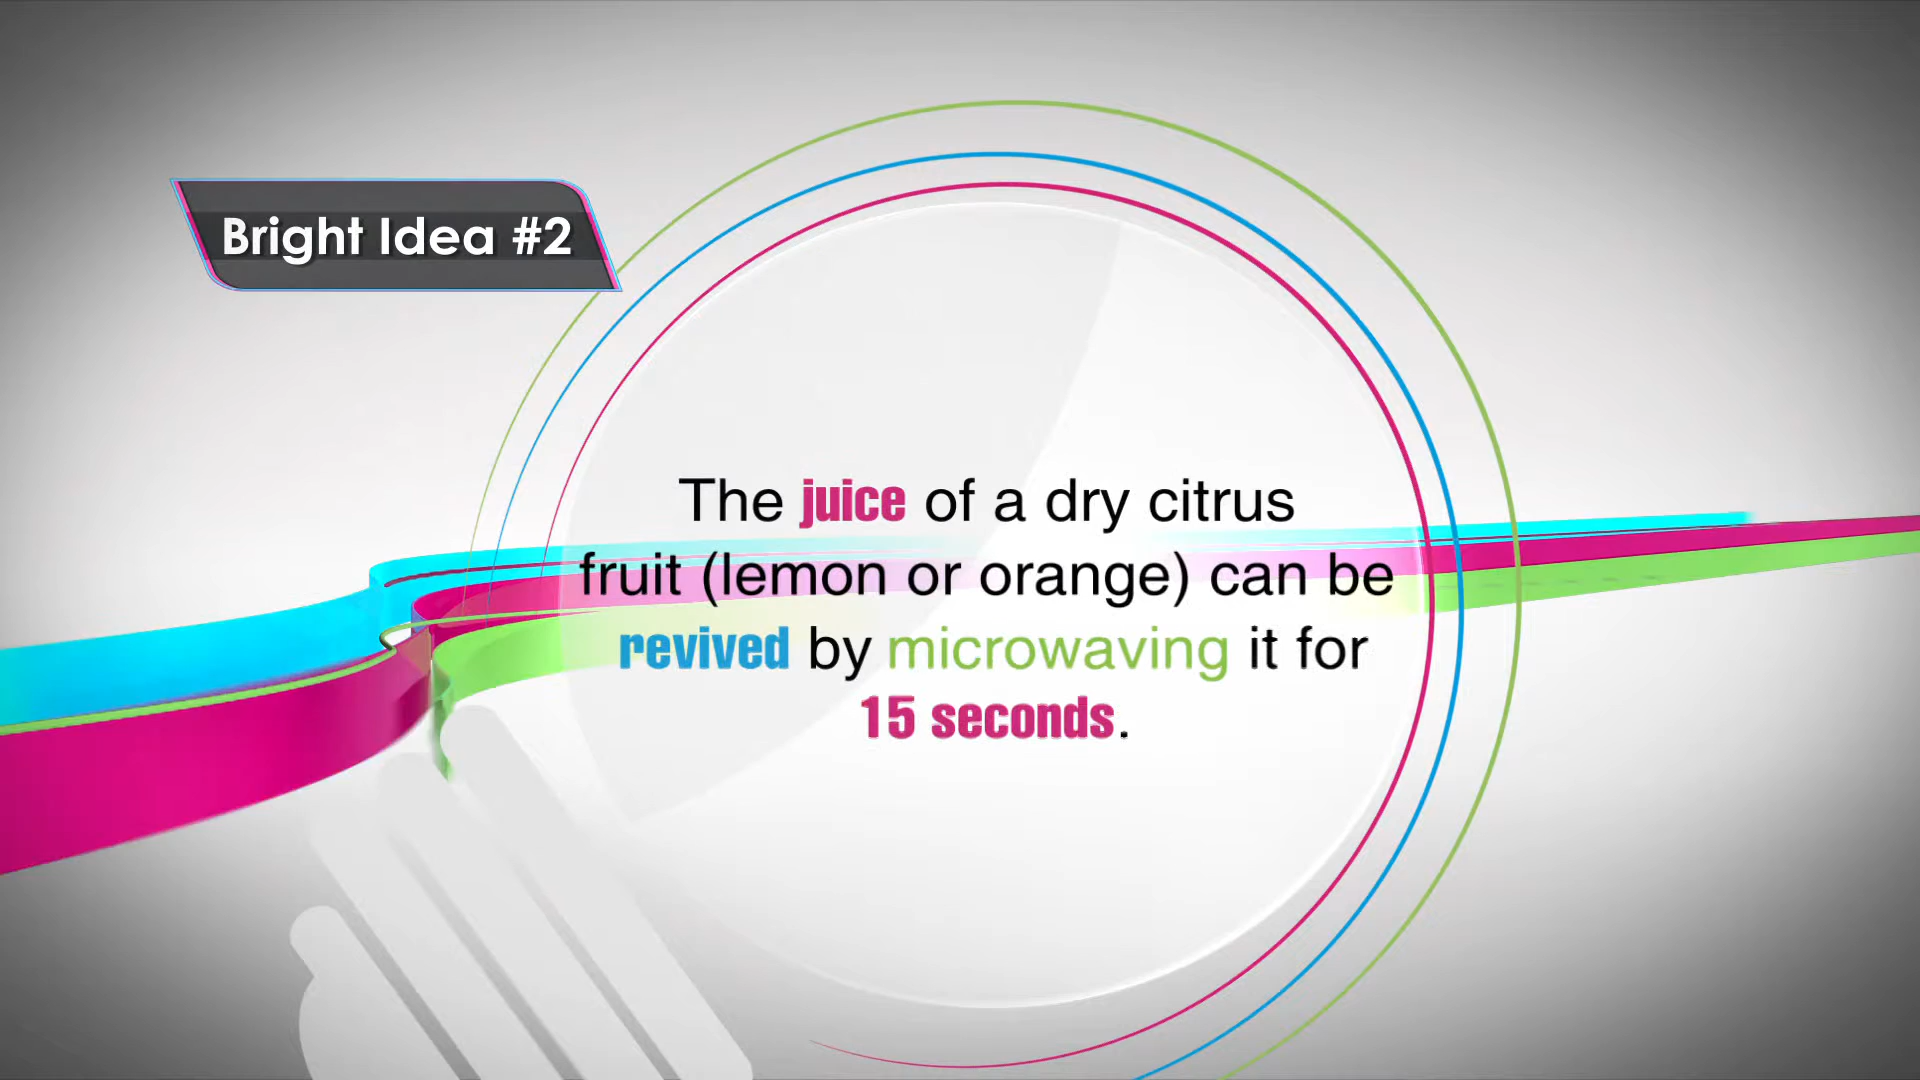 Bright Idea #2
The juice of a dry citrus
fruit (lemon or orange) can be
revived by microwaving it for
15 seconds.